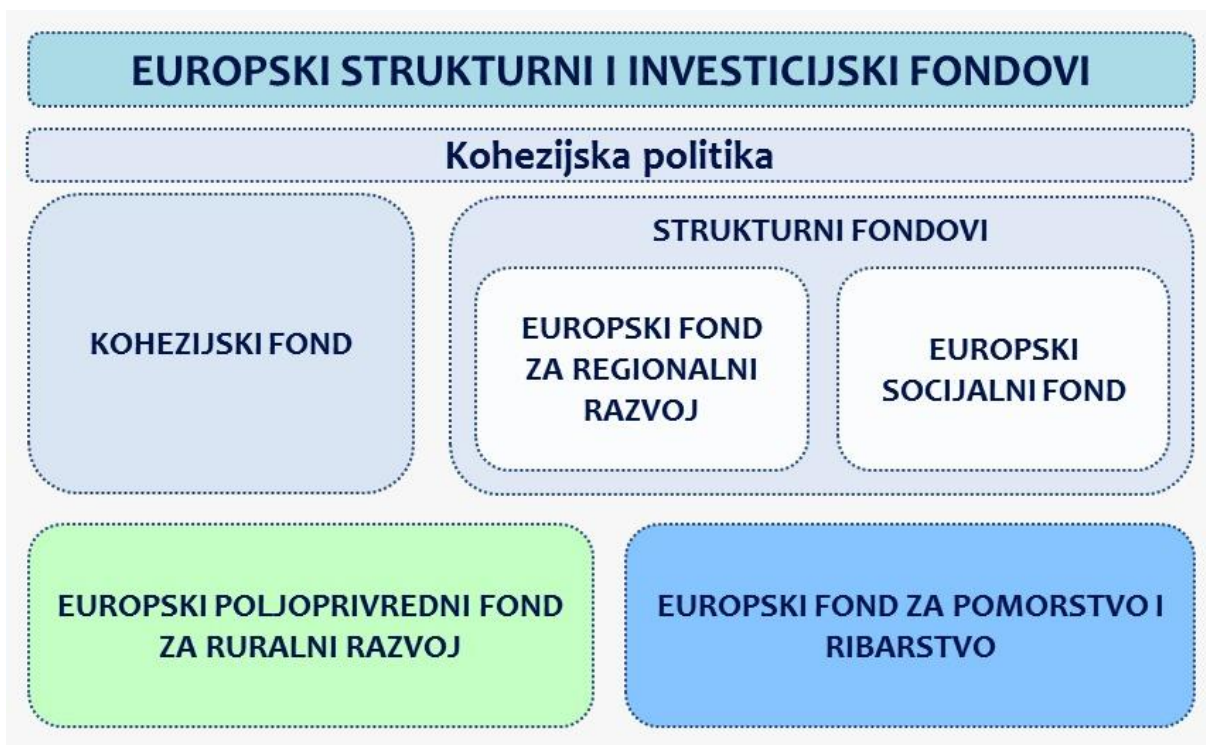 EUROPSKI STRUKTURNI I INVESTICIJSKI FONDOVI
Kohezijska politika
KOHEZIJSKI FOND
STRUKTURNI FONDOVI
EUROPSKI FOND
ZA REGIONALNI
RAZVOJ
EUROPSKI
SOCIJALNI FOND
EUROPSKI POLJOPRIVREDNI FOND
ZA RURALNI RAZVOJ
EUROPSKI FOND ZA POMORSTVO I
RIBARSTVO